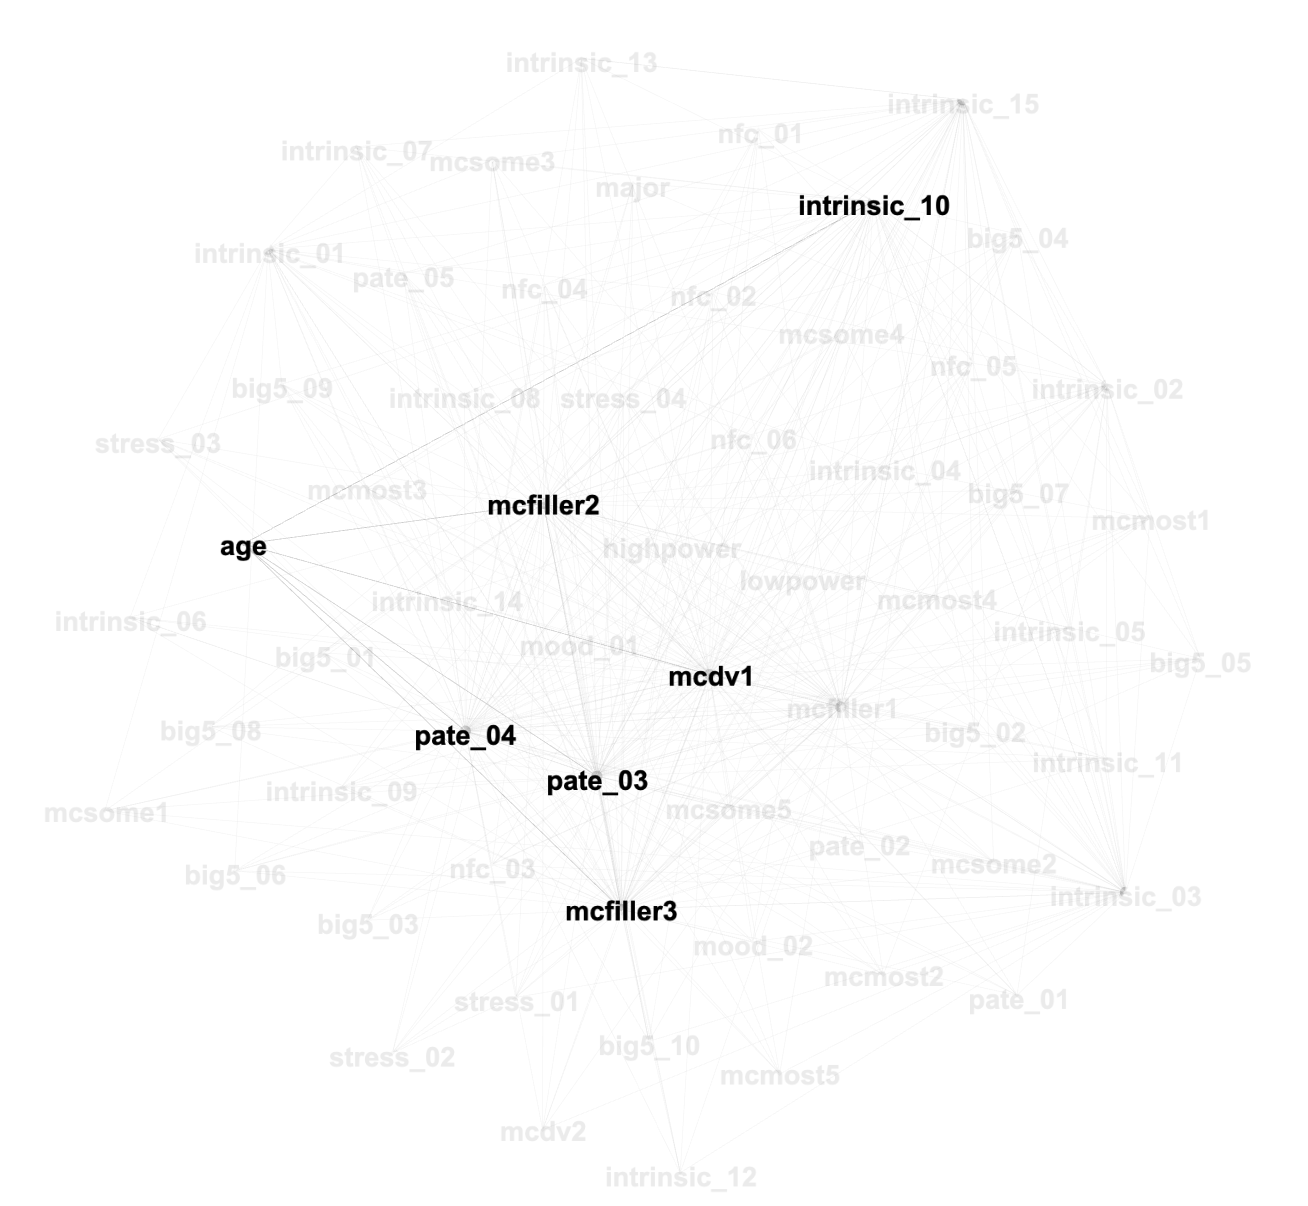 intrinsic_13
intrinsic_15
nfc_01
intrinsic_07
mcsome3
major
intrinsic_10
big5_04
intrinsic_01
pate_05
nfc_04
nfc_02
mcsome4
nfc_05
intrinsic_02
big5_09
intrinsic_08
stress_04
stress_03
nfc_06
intrinsic_04
mcmost3
big5_07
mcfiller2
mcmost1
age
highpower
lowpower
intrinsic_14
mcmost4
intrinsic_06
intrinsic_05
mood_01
big5_01
big5_05
mcdv1
mcfiller1
big5_08
pate_04
big5_02
intrinsic_11
pate_03
intrinsic_09
mcsome1
mcsome5
pate_02
mcsome2
nfc_03
big5_06
intrinsic_03
mcfiller3
big5_03
mood_02
mcmost2
stress_01
pate_01
big5_10
stress_02
mcmost5
mcdv2
intrinsic_12